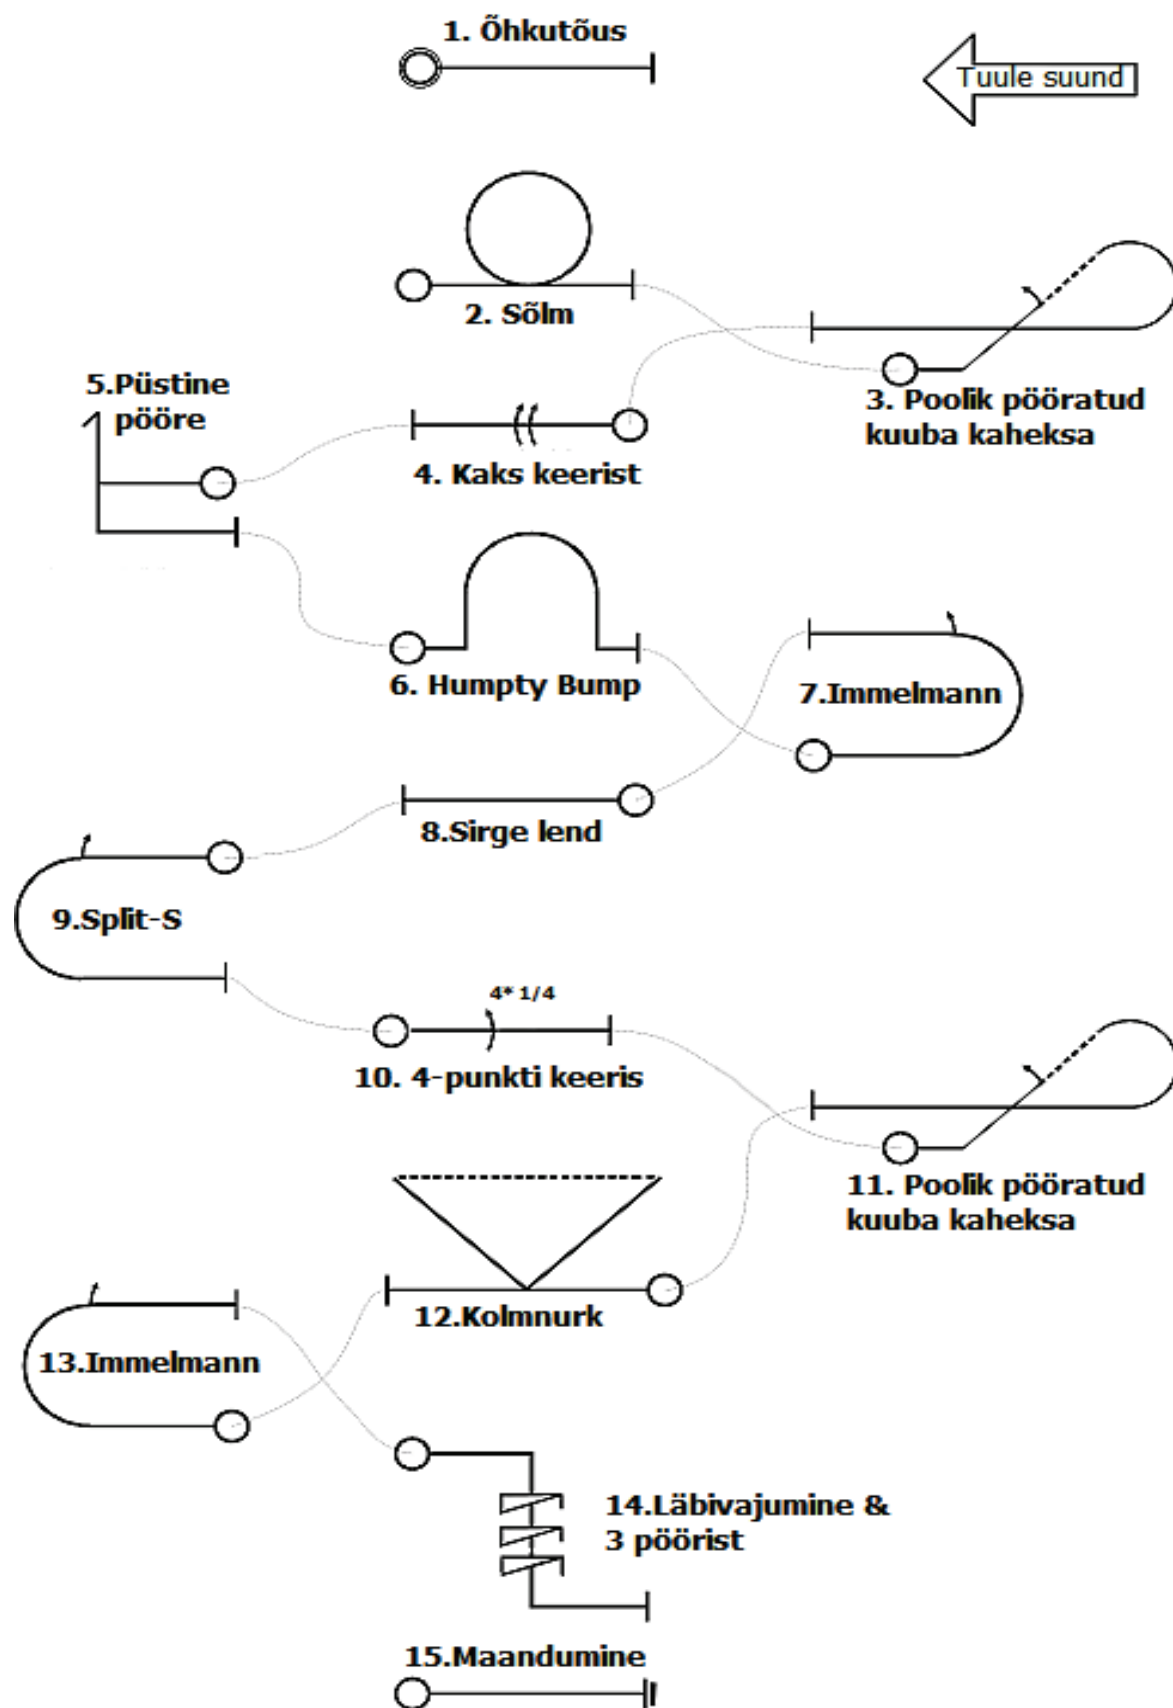 1. Õhkutõus
Tuule suund
2. Sõlm
3. Poolik pööratud
kuuba kaheksa
5.Püstine
pööre
4. Kaks keerist
6. Humpty Bump
7.Immelmann
8.Sirge lend
9.Split-S
4* 1/4
10. 4-punkti keeris
11. Poolik pööratud
kuuba kaheksa
12.Kolmnurk
13.Immelmann
14.Läbivajumine &
3 pöörist
15.Maandumine